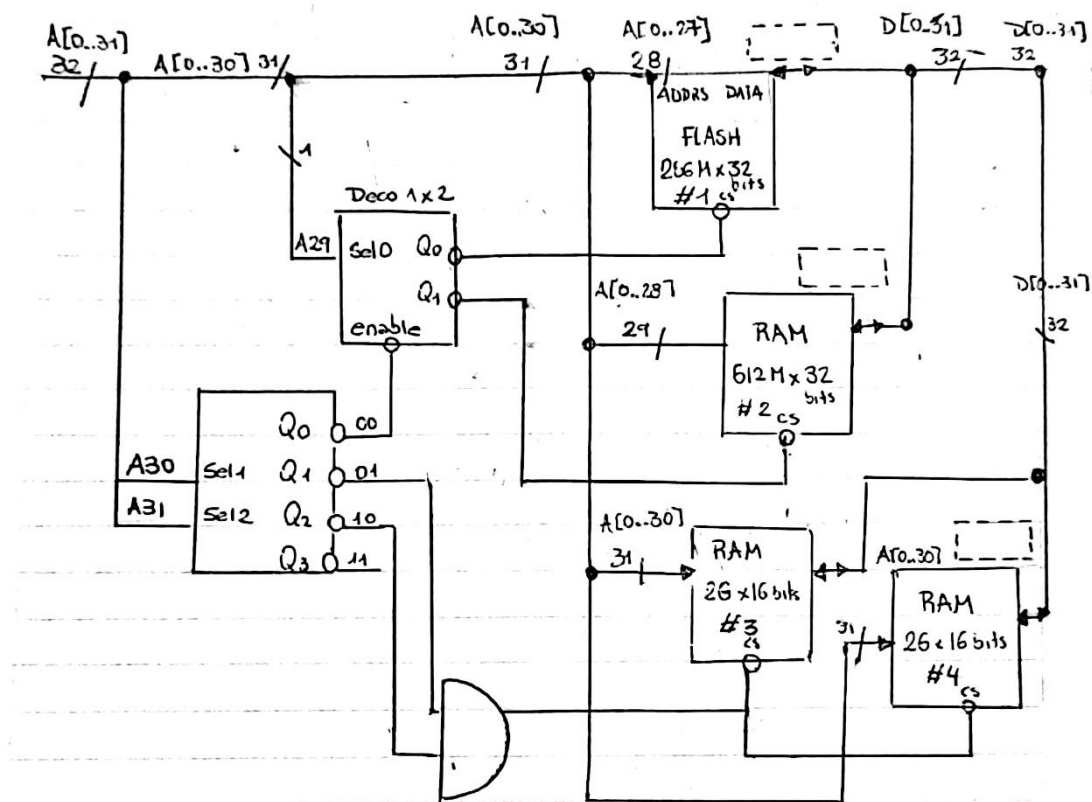 A[0..31]
32
A[0..30] 31
A[0..30]
31
A[0..27]
28
D[0..31]
32
D[0..31]
32
1
ADDRS DATA
FLASH
256M x 32
bits
#1 cs
Deco 1x2
A29
Sel0
Q0
Q1
enable
A[0..28]
29
RAM
512M x 32
bits
#2 cs
D[0..31]
32
A30
A31
Sel1
Sel2
Q0
00
Q1
01
Q2
10
Q3
11
A[0..30]
31
RAM
2G x 16 bits
#3
cs
A[0..30]
31
RAM
2G x 16 bits
#4
cs